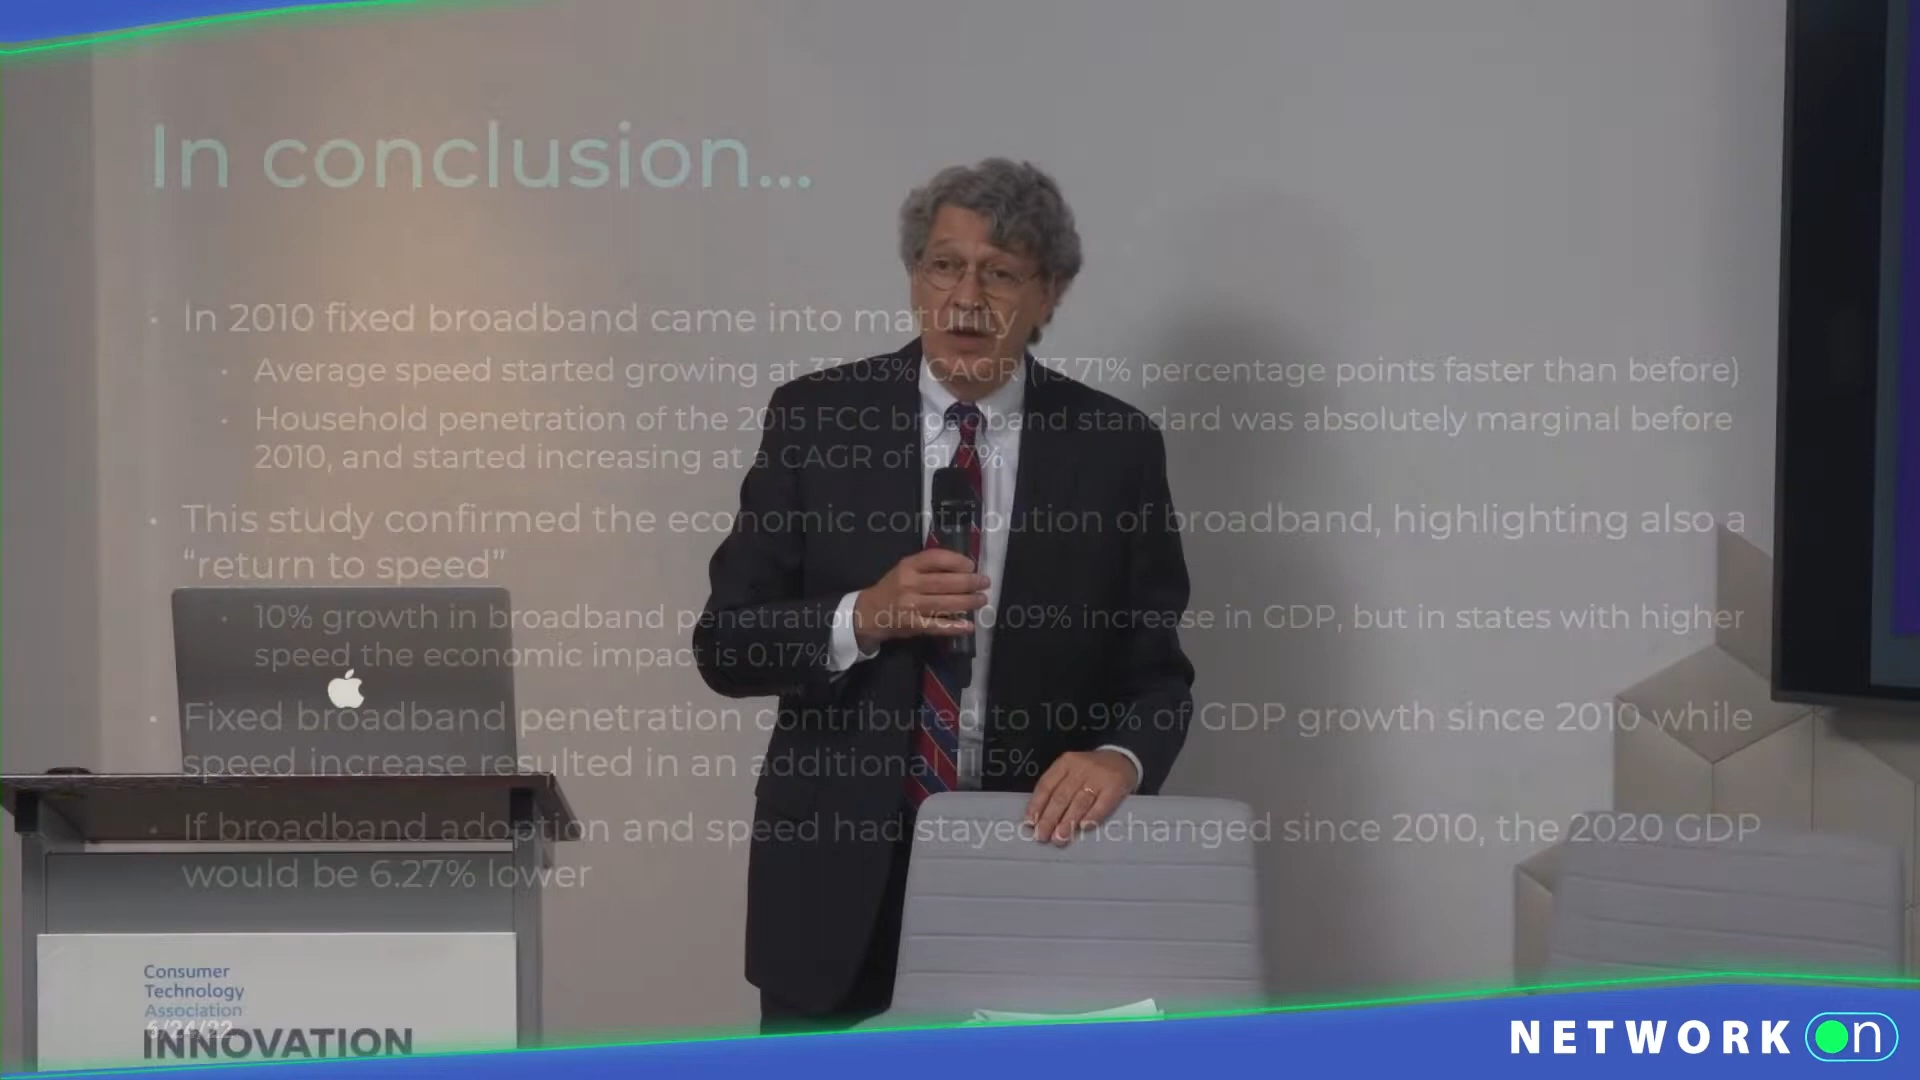 In conclusion...
In 2010 fixed broadband came into maturity
Average speed started growing at 33.03% CAGR (13.71% percentage points faster than before)
Household penetration of the 2015 FCC broadband standard was absolutely marginal before
2010, and started increasing at a CAGR of 61.7%
This study confirmed the economic contribution of broadband, highlighting also a
“return to speed”
10% growth in broadband penetration drives 0.09% increase in GDP, but in states with higher
speed the economic impact is 0.17%
Fixed broadband penetration contributed to 10.9% of GDP growth since 2010 while
speed increase resulted in an additional 11.5%
If broadband adoption and speed had stayed unchanged since 2010, the 2020 GDP
would be 6.27% lower
Consumer
Technology
Association
6/24/22
INNOVATION
NETWORK On